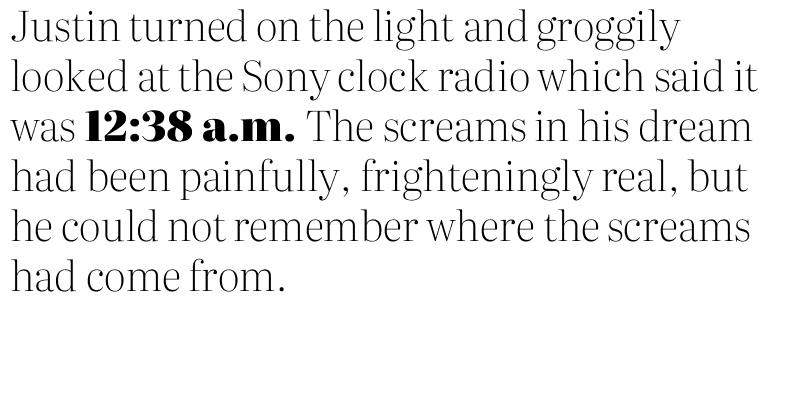 Justin turned on the light and groggily
looked at the Sony clock radio which said it
was 12:38 a.m. The screams in his dream
had been painfully, frighteningly real, but
he could not remember where the screams
had come from.